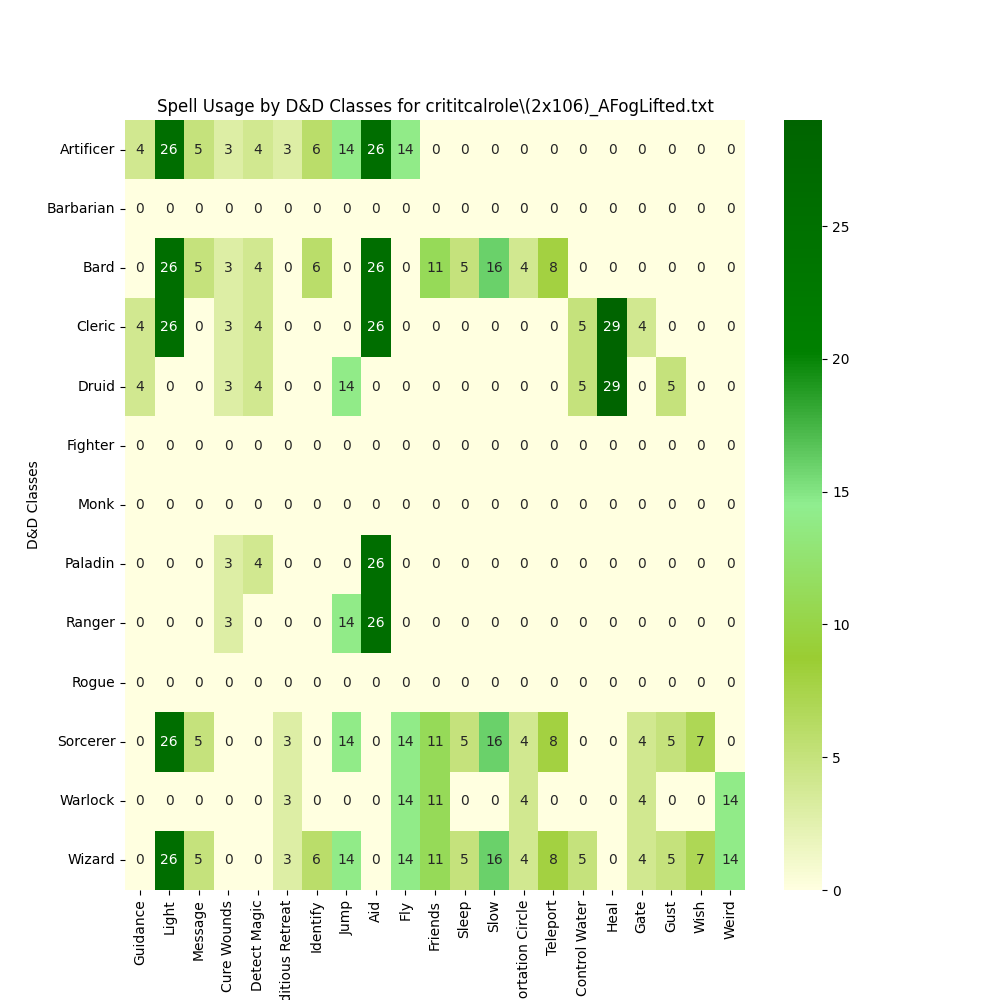 Spell Usage by D&D Classes for crititcalrole\(2x106)_AFogLifted.txt
Artificer 4 26 5 3 4 3 6 14 26 14 0 0 0 0 0 0 0 0 0 0 0
Barbarian 0 0 0 0 0 0 0 0 0 0 0 0 0 0 0 0 0 0 0 0 0
Bard 0 26 5 3 4 0 6 0 26 0 11 5 16 4 8 0 0 0 0 0 0
Cleric 4 26 0 3 4 0 0 0 26 0 0 0 0 0 0 5 29 4 0 0 0
Druid 4 0 0 3 4 0 0 14 0 0 0 0 0 0 0 5 29 0 5 0 0
Fighter 0 0 0 0 0 0 0 0 0 0 0 0 0 0 0 0 0 0 0 0 0
Monk 0 0 0 0 0 0 0 0 0 0 0 0 0 0 0 0 0 0 0 0 0
Paladin 0 0 0 3 4 0 0 0 26 0 0 0 0 0 0 0 0 0 0 0 0
Ranger 0 0 0 3 0 0 0 14 26 0 0 0 0 0 0 0 0 0 0 0 0
Rogue 0 0 0 0 0 0 0 0 0 0 0 0 0 0 0 0 0 0 0 0 0
Sorcerer 0 26 5 0 0 3 0 14 0 14 11 5 16 4 8 0 0 4 5 7 0
Warlock 0 0 0 0 0 3 0 0 0 14 11 0 0 4 0 0 0 4 0 0 14
Wizard 0 26 5 0 0 3 6 14 0 14 11 5 16 4 8 5 0 4 5 7 14
D&D Classes
Guidance
Light
Message
Cure Wounds
Detect Magic
ditious Retreat
Identify
Jump
Aid
Fly
Friends
Sleep
Slow
ortation Circle
Teleport
Control Water
Heal
Gate
Gust
Wish
Weird
25
20
15
10
5
0